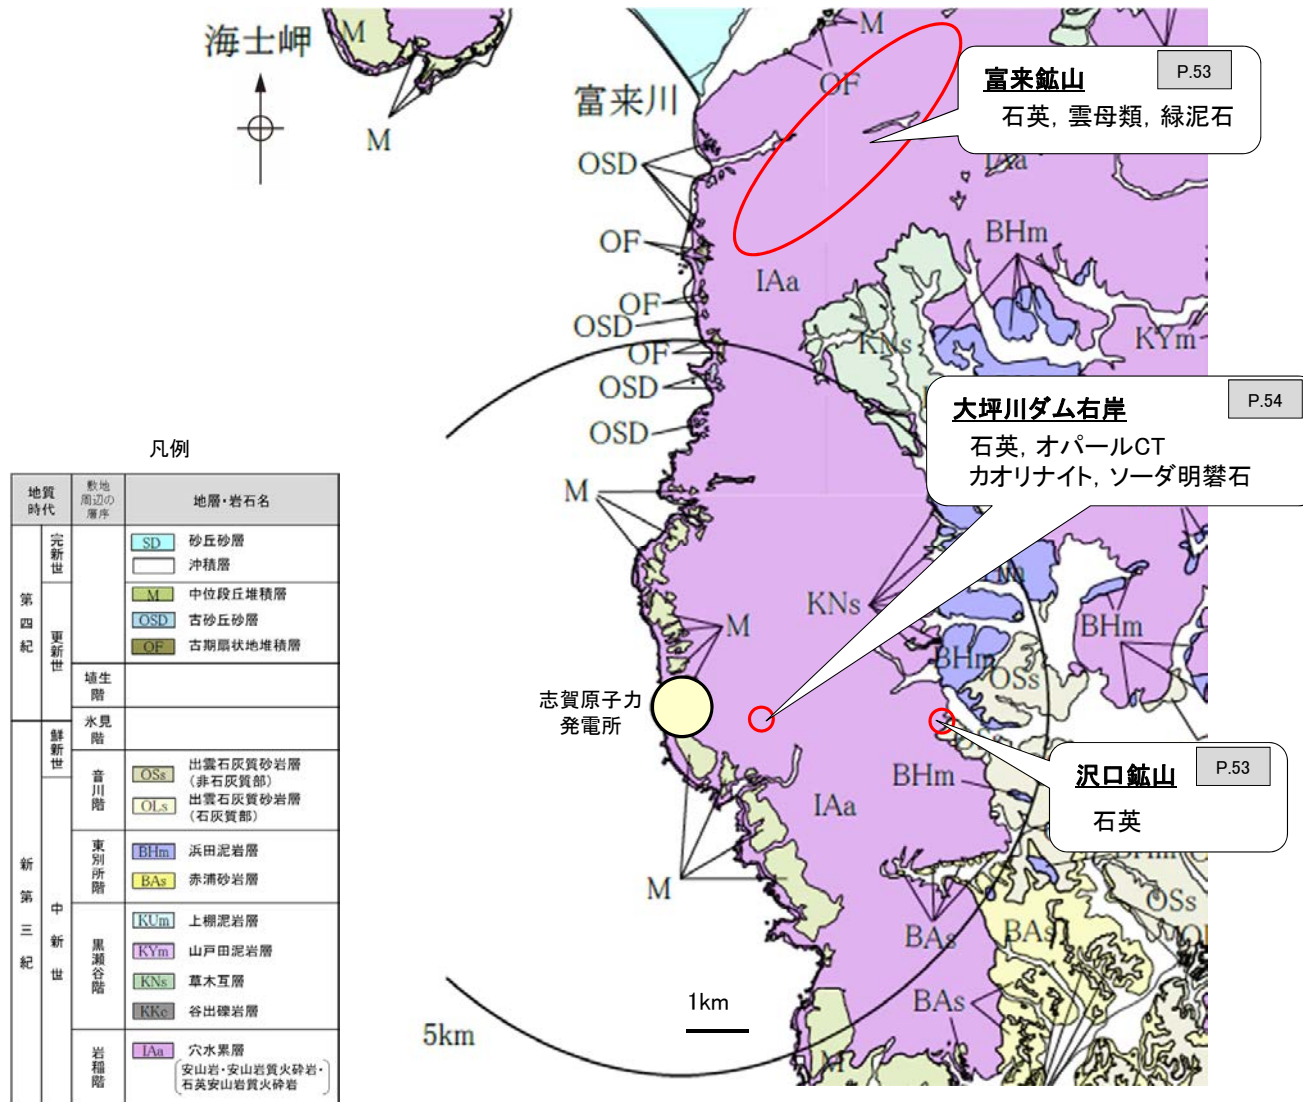 海士岬
M
M
富来川
M
OF
富来鉱山
P.53
石英, 雲母類, 緑泥石
IAa
OSD
OF
IAa
BHm
OF
OSD
OF
OSD
OSD
KNs
KYm
大坪川ダム右岸
P.54
石英, オパールCT
カオリナイト, ソーダ明礬石
M
KNs
M
BHm
BHm
OSs
志賀原子力
発電所
沢口鉱山
P.53
石英
BHm
IAa
M
BHm
OSs
BAs
BAs
BAs
M
1km
5km
凡例
地質
時代
敷地
周辺の
層序
地層・岩石名
第四紀
完新世
SD 砂丘砂層
沖積層
更新世
M 中位段丘堆積層
OSD 古砂丘砂層
OF 古期扇状地堆積層
埴生
階
新第三紀
鮮新世
氷見
階
中新世
音川階
OSs 出雲石灰質砂岩層
(非石灰質部)
OLs 出雲石灰質砂岩層
(石灰質部)
東別所階
BHm 浜田泥岩層
BAs 赤浦砂岩層
黒瀬谷階
KUm 上棚泥岩層
KYm 山戸田泥岩層
KNs 草木互層
KKc 谷出礫岩層
岩稲階
IAa 穴水累層
安山岩・安山岩質火砕岩・
石英安山岩質火砕岩